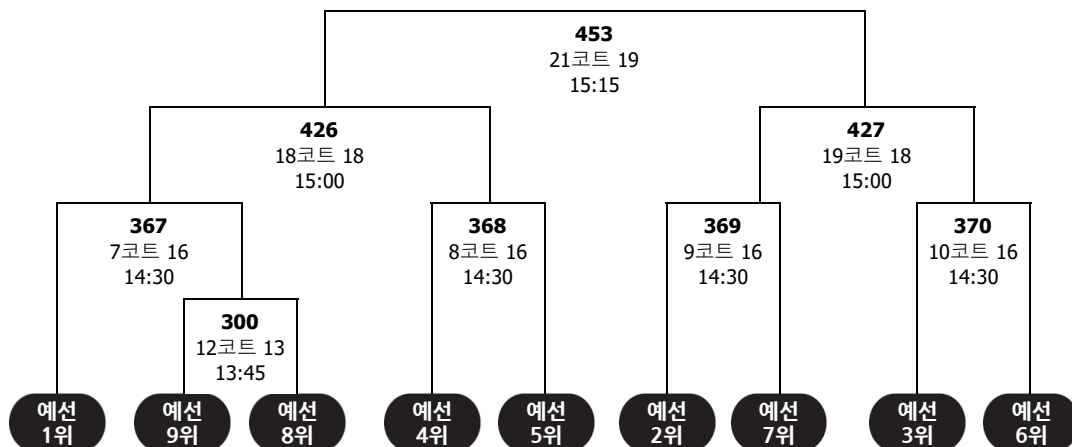 453
21코트 19
15:15
426
18코트 18
15:00
427
19코트 18
15:00
367
7코트 16
14:30
368
8코트 16
14:30
369
9코트 16
14:30
370
10코트 16
14:30
300
12코트 13
13:45
예선
1위
예선
9위
예선
8위
예선
4위
예선
5위
예선
2위
예선
7위
예선
3위
예선
6위